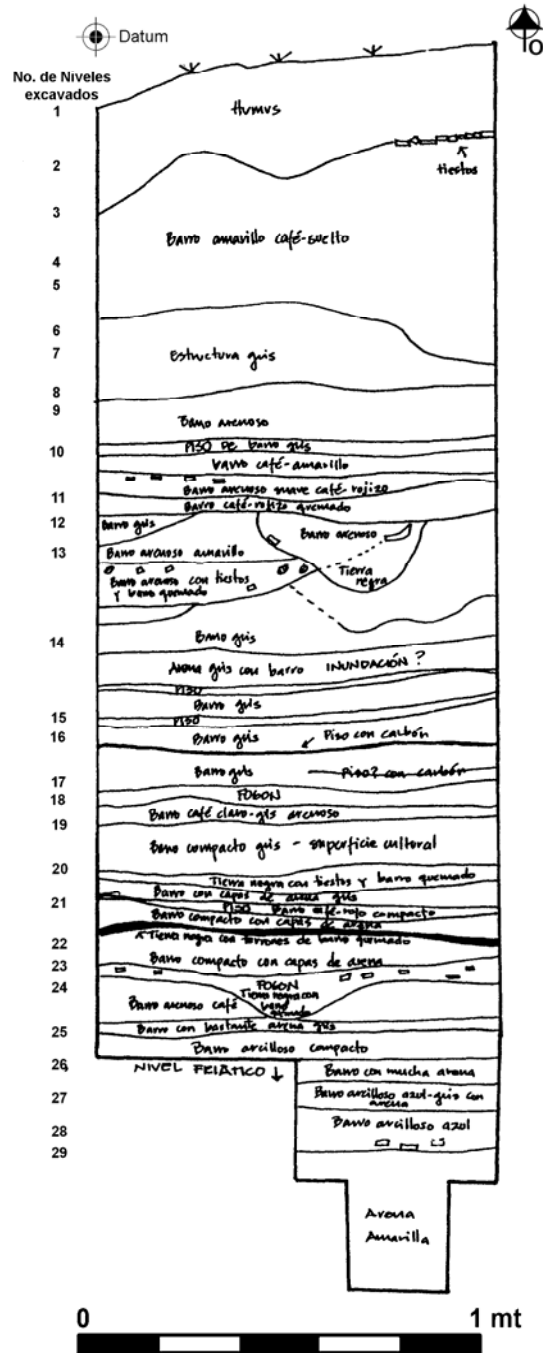 Datum
O
No. de Niveles
excavados
1
Humus
2
tiestos
3
Barro amarillo café-suelto
4
5
6
7
Estructura gris
8
9
Barro arenoso
PISO DE barro gris
10
barro café-amarillo
Barro arenoso suave café-rojizo
11
Barro café-rojizo quemado
12
Barro gris
Barro arenoso
13
Barro arenoso amarillo
Barro arenoso con tiestos
y barro quemado
Tierra
negra
14
Barro gris
Arena gris con barro INUNDACIÓN ?
PISO
Barro gris
15
PISO
16
Barro gris
Piso con carbón
Barro gris
Piso? con carbón
17
18
FOGON
Barro café claro-gis arenoso
19
Barro compacto gris - superficie cultural
20
Tierra negra con tiestos y barro quemado
Barro con capas de arena gris
21
PISO Barro café-rojo compacto
Barro compacto con capas de arena
22
Tierra negra con terrones de barro quemado
23
Barro compacto con capas de arena
24
FOGON
Tierra negra con
barro
quemado
Barro arenoso café
25
Barro con bastante arena gris
Barro arcilloso compacto
26
NIVEL FRIÁTICO
Barro con mucha arena
27
Barro arcilloso azul-gris con
arena
28
Barro arcilloso azul
29
Arena
Amarilla
0 1 mt